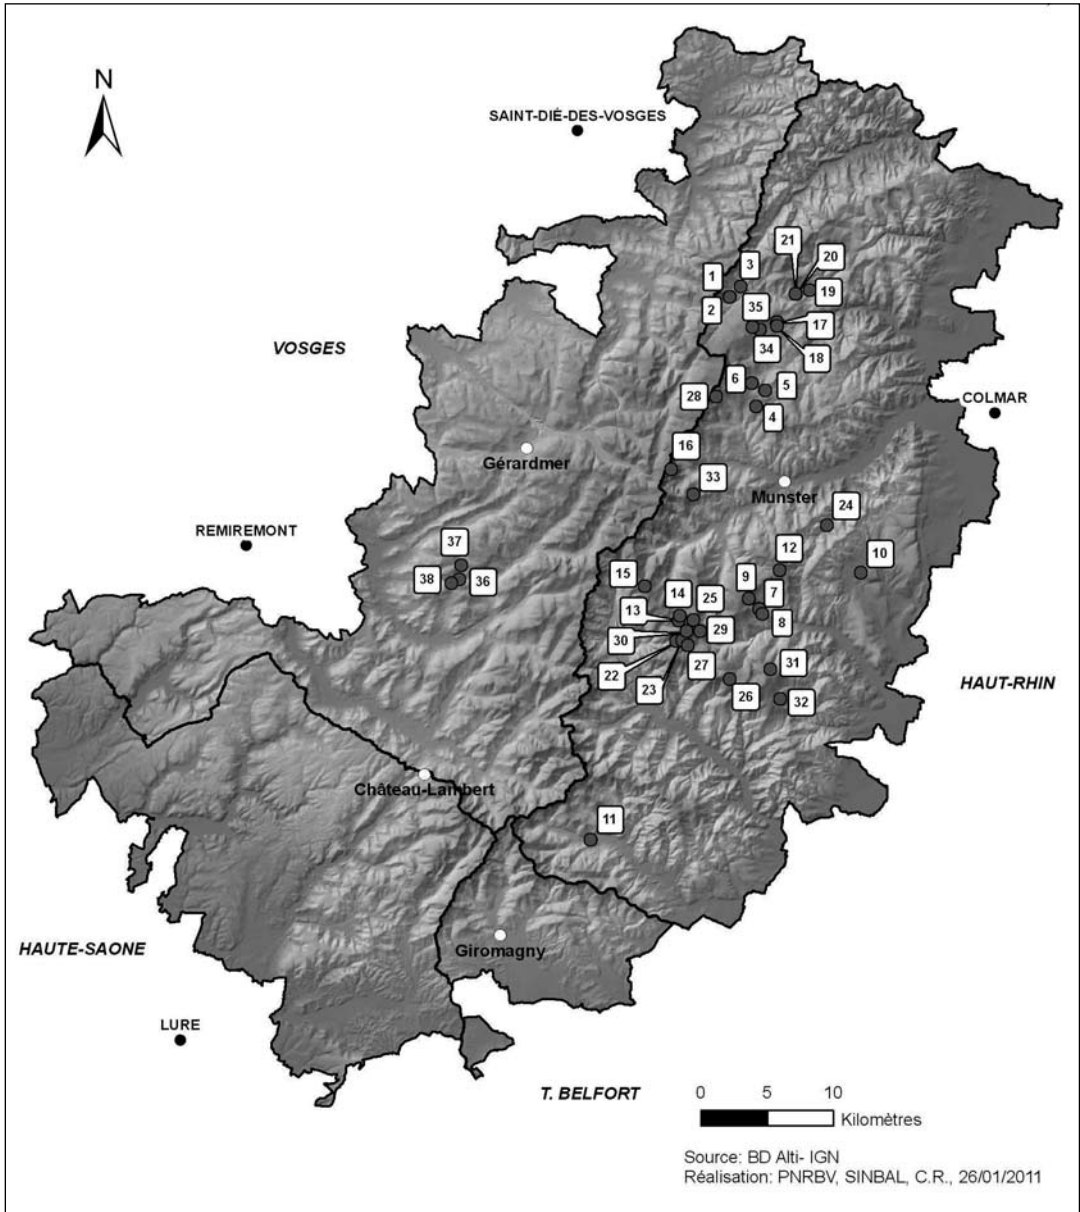 N
SAINT-DIÉ-DES-VOSGES
21
20
3
1
19
2
35
17
VOSGES
34
18
6
5
28
COLMAR
4
16
Gérardmer
33
Munster
24
REMIREMONT
37
12
10
38
36
15
9
7
14
25
13
8
30
29
22
27
31
23
26
32
HAUT-RHIN
Château-Lambert
11
HAUTE-SAONE
Giromagny
LURE
T. BELFORT
0 5 10
Kilomètres
Source: BD Alti- IGN
Réalisation: PNRBV, SINBAL, C.R., 26/01/2011